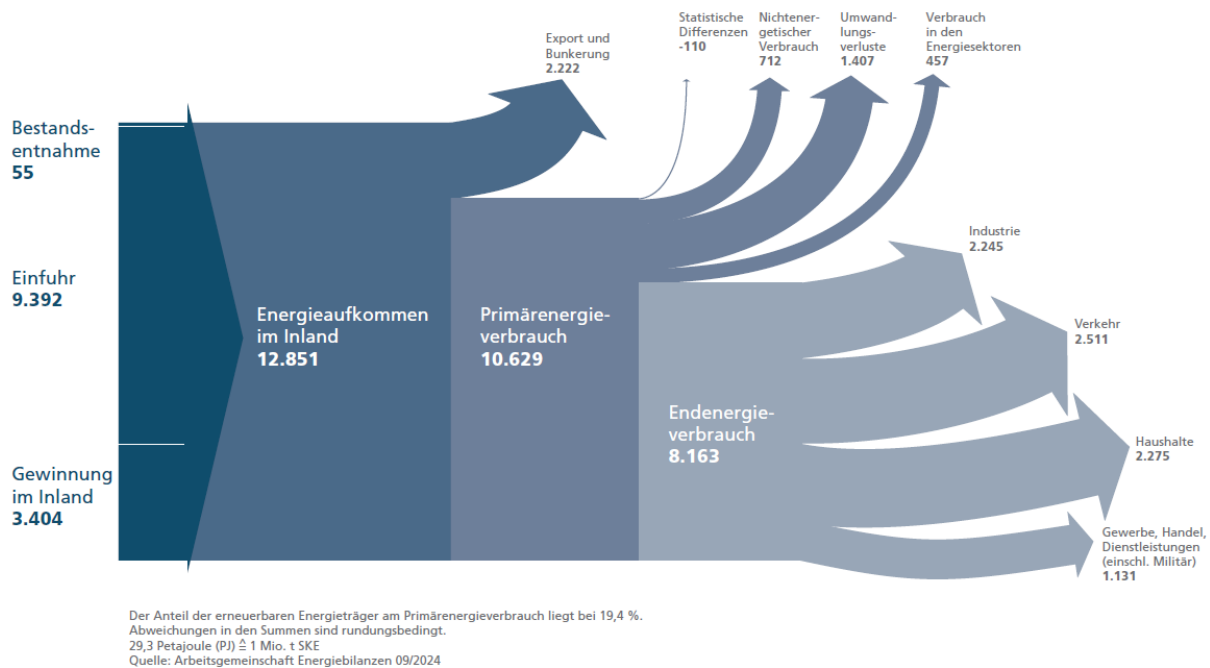 Bestands-
entnahme
55
Einfuhr
9.392
Gewinnung
im Inland
3.404
Energieaufkommen
im Inland
12.851
Export und
Bunkerung
2.222
Primärenergie-
verbrauch
10.629
Statistische
Differenzen
-110
Nichtener-
getischer
Verbrauch
712
Umwand-
lungs-
verluste
1.407
Verbrauch
in den
Energiesektoren
457
Endenergie-
verbrauch
8.163
Industrie
2.245
Verkehr
2.511
Haushalte
2.275
Gewerbe, Handel,
Dienstleistungen
(einschl. Militär)
1.131
Der Anteil der erneuerbaren Energieträger am Primärenergieverbrauch liegt bei 19,4 %.
Abweichungen in den Summen sind rundungsbedingt.
29,3 Petajoule (PJ) ≙ 1 Mio. t SKE
Quelle: Arbeitsgemeinschaft Energiebilanzen 09/2024